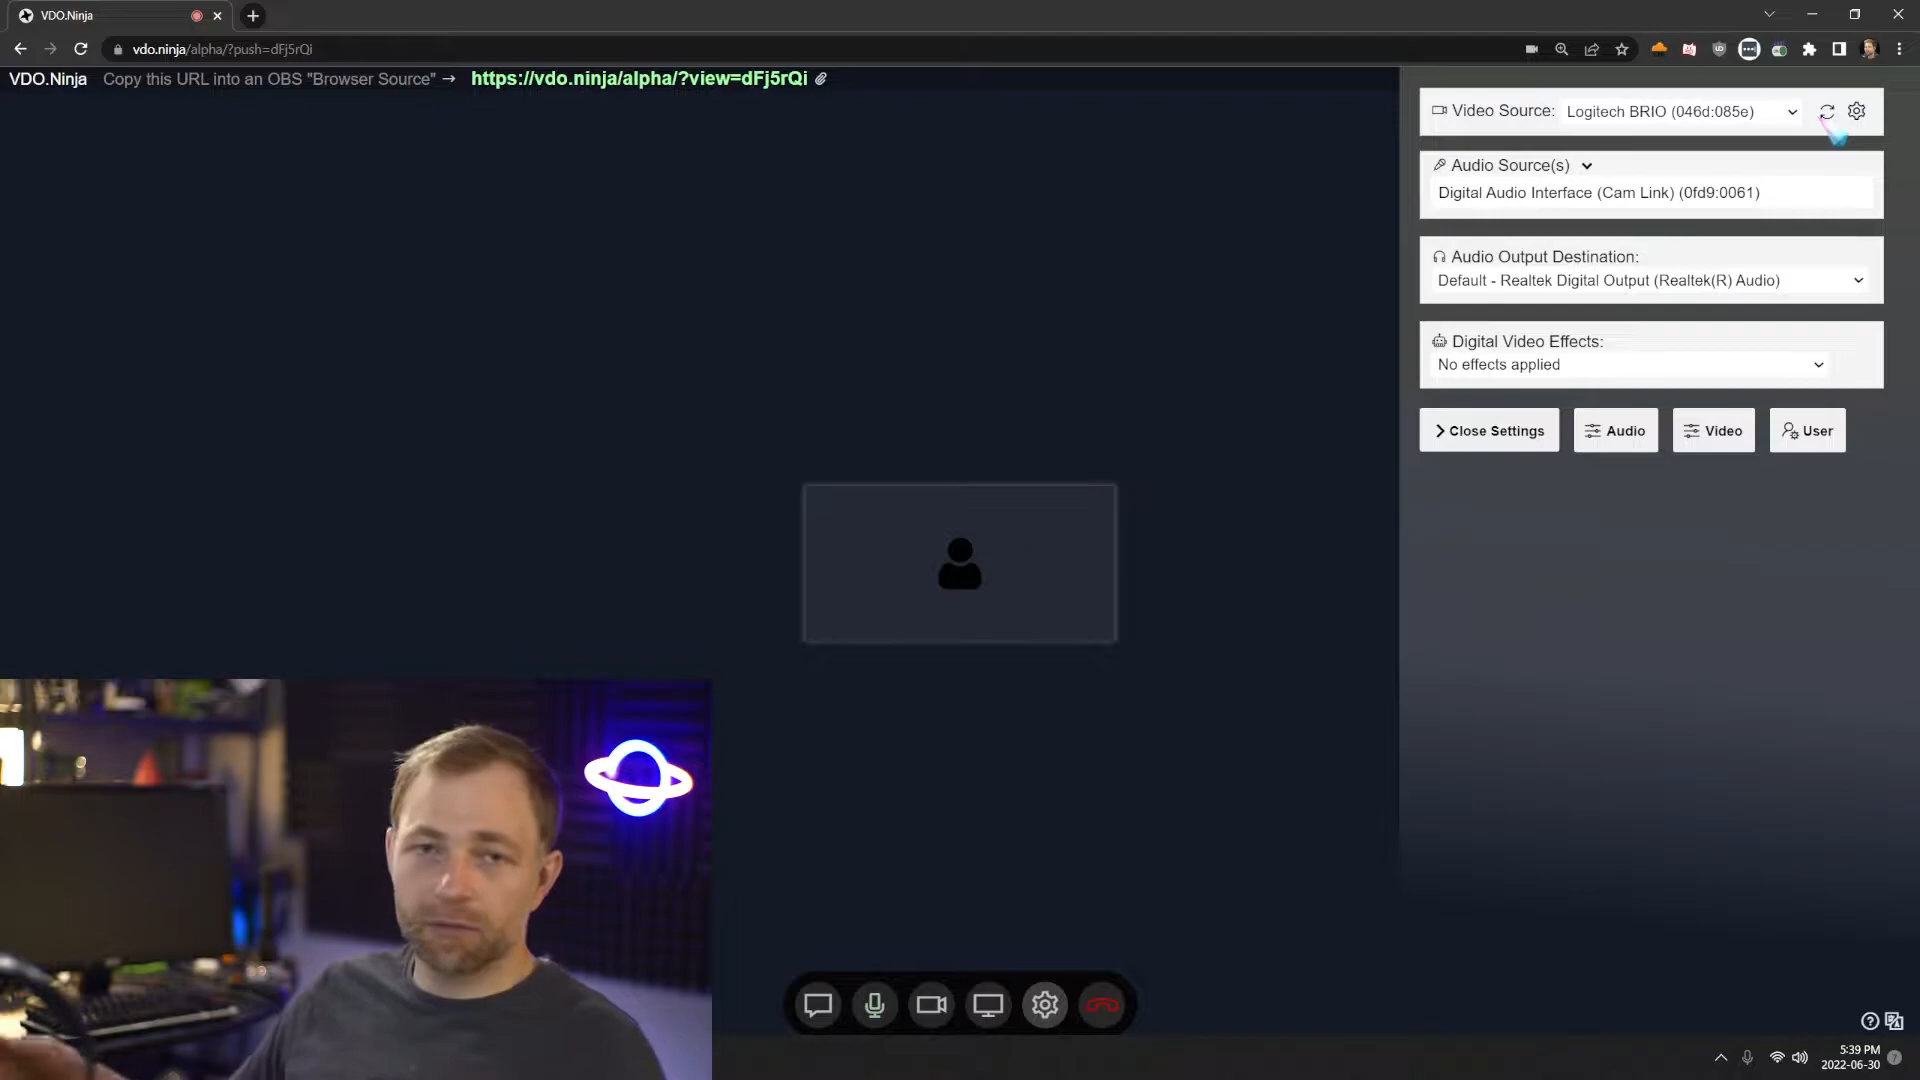 VDO.Ninja
vdo.ninja/alpha/?push=dFj5rQi
VDO.Ninja Copy this URL into an OBS "Browser Source" → https://vdo.ninja/alpha/?view=dFj5rQi
Video Source: Logitech BRIO (046d:085e)
Audio Source(s)
Digital Audio Interface (Cam Link) (0fd9:0061)
Audio Output Destination:
Default - Realtek Digital Output (Realtek(R) Audio)
Digital Video Effects:
No effects applied
Close Settings Audio Video User
5:39 PM
2022-06-30 7